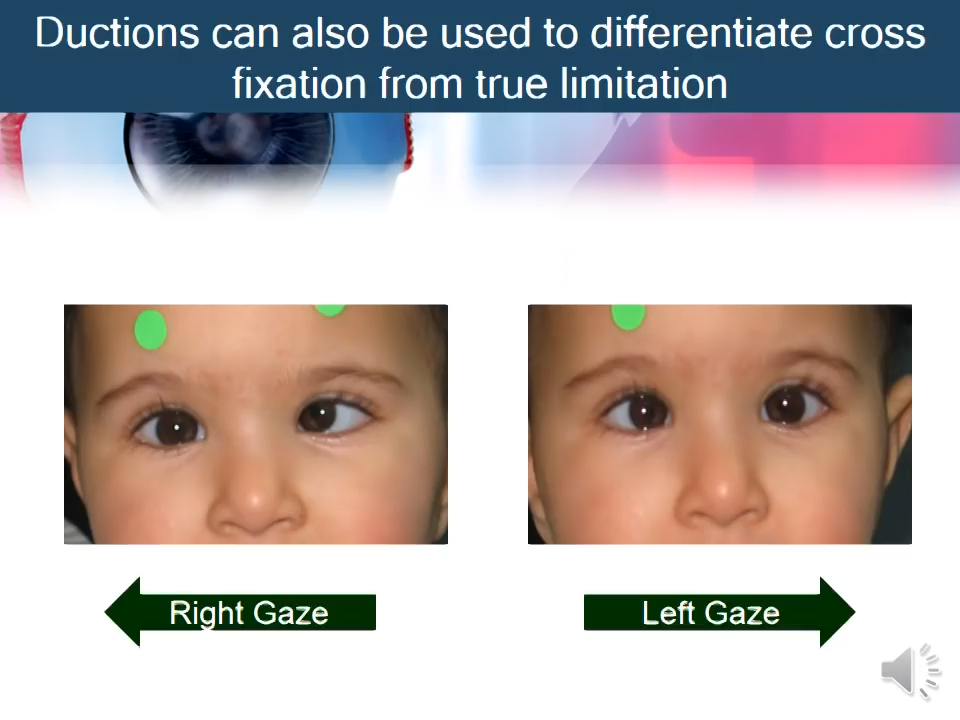 Ductions can also be used to differentiate cross
fixation from true limitation
Right Gaze
Left Gaze